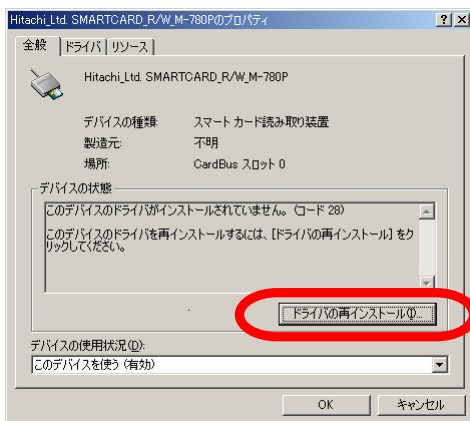 Hitachi_Ltd. SMARTCARD_R/W_M-780Pのプロパティ
全般 ドライバ リソース
Hitachi_Ltd. SMARTCARD_R/W_M-780P
デバイスの種類: スマート カード読み取り装置
製造元: 不明
場所: CardBus スロット 0
デバイスの状態
このデバイスのドライバがインストールされていません。 (コード 28)
このデバイスのドライバを再インストールするには、[ドライバの再インストール] をク
リックしてください。
ドライバの再インストール(I)...
デバイスの使用状況(D):
このデバイスを使う (有効)
OK キャンセル